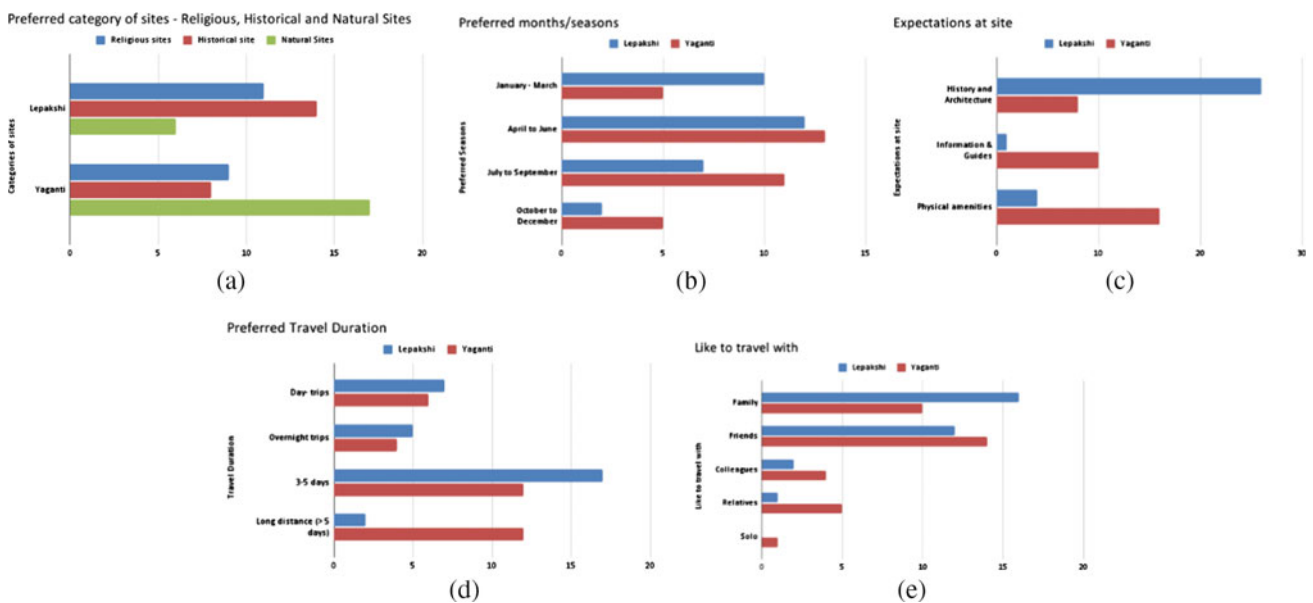 Preferred category of sites - Religious, Historical and Natural Sites
Religious sites Historical site Natural Sites
Categories of sites
Lepakshi
Yaganti
0 5 10 15 20
(a)
Preferred months/seasons
Lepakshi Yaganti
Preferred Seasons
January - March
April to June
July to September
October to
December
0 5 10 15
(b)
Expectations at site
Lepakshi Yaganti
Expectations at site
History and
Architecture
Information &
Guides
Physical amenities
0 10 20 30
(c)
Preferred Travel Duration
Lepakshi Yaganti
Travel Duration
Day- trips
Overnight trips
3-5 days
Long distance (> 5
days)
0 5 10 15 20
(d)
Like to travel with
Lepakshi Yaganti
Like to travel with
Family
Friends
Colleagues
Relatives
Solo
0 5 10 15 20
(e)